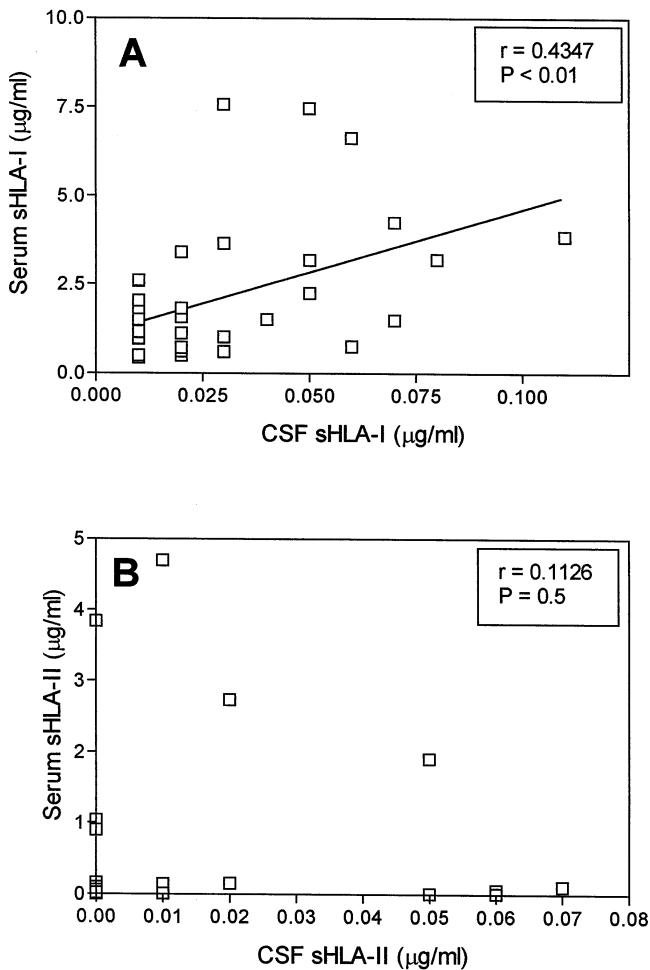 A
r = 0.4347
P < 0.01
Serum sHLA-I (μg/ml)
10.0
7.5
5.0
2.5
0.0
0.000
0.025
0.050
0.075
0.100
CSF sHLA-I (μg/ml)
B
r = 0.1126
P = 0.5
Serum sHLA-II (μg/ml)
5
4
3
2
1
0
0.00
0.01
0.02
0.03
0.04
0.05
0.06
0.07
0.08
CSF sHLA-II (μg/ml)